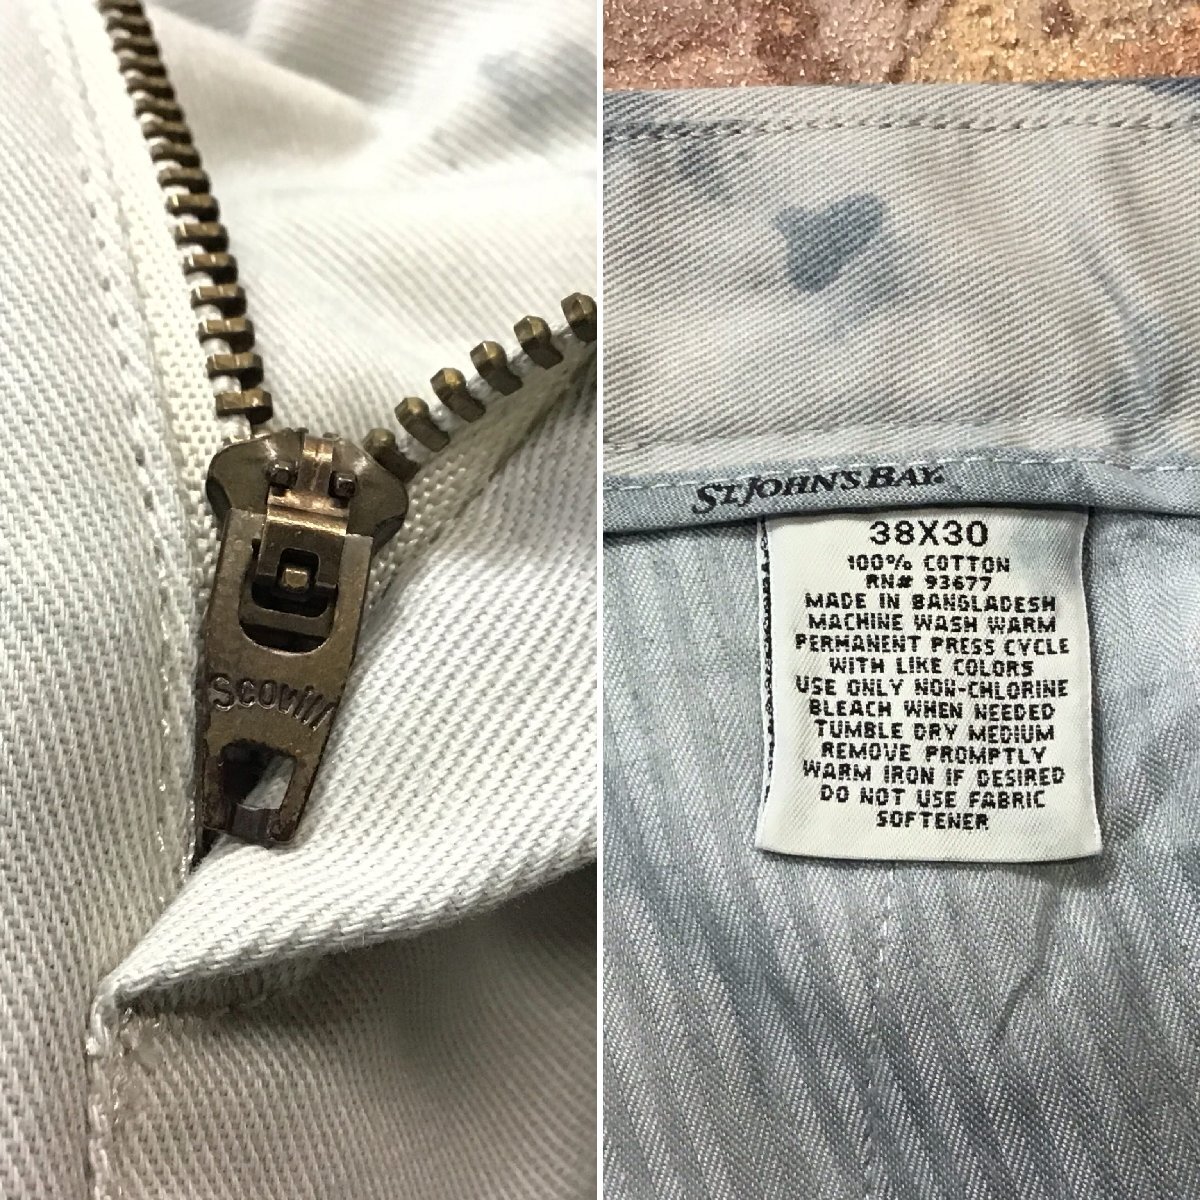 Scovill
ST. JOHN'S BAY.
38X30
100% COTTON
RN# 93677
MADE IN BANGLADESH
MACHINE WASH WARM
PERMANENT PRESS CYCLE
WITH LIKE COLORS
USE ONLY NON-CHLORINE
BLEACH WHEN NEEDED
TUMBLE DRY MEDIUM
REMOVE PROMPTLY
WARM IRON IF DESIRED
DO NOT USE FABRIC
SOFTENER